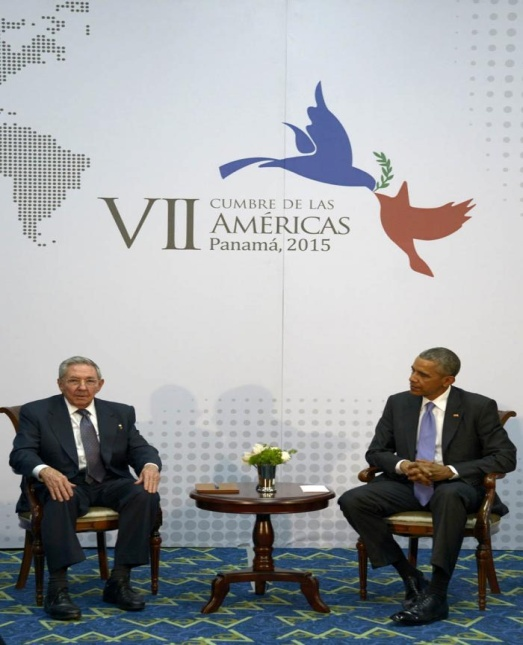 VII
CUMBRE DE LAS
AMÉRICAS
Panamá, 2015